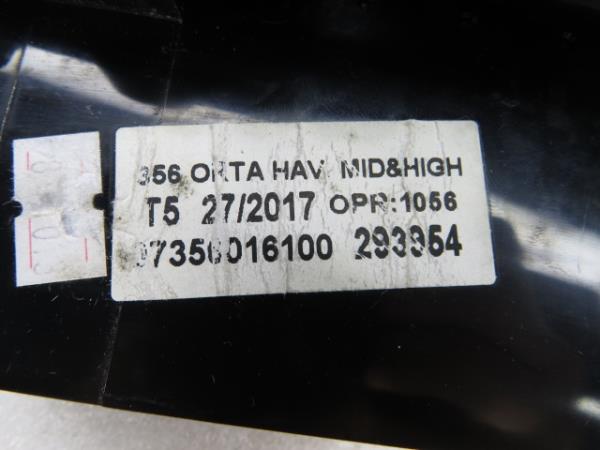 356 ORTA HAV MID&HIGH
T5 27/2017 OPR:1056
07356016100 293954